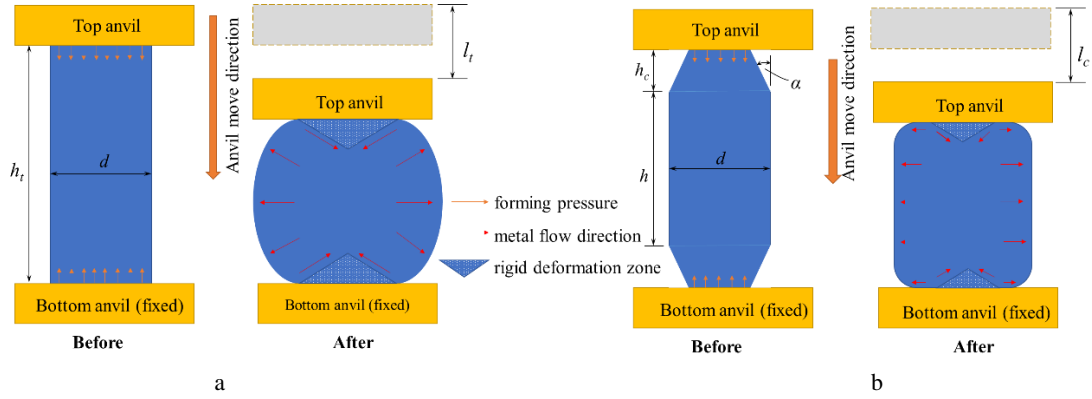 Top anvil
h_t
d
Bottom anvil (fixed)
Before
Anvil move direction
l_t
Top anvil
Bottom anvil (fixed)
After
forming pressure
metal flow direction
rigid deformation zone
a
Top anvil
h_c
α
d
h
Bottom anvil (fixed)
Before
Anvil move direction
l_c
Top anvil
Bottom anvil (fixed)
After
b